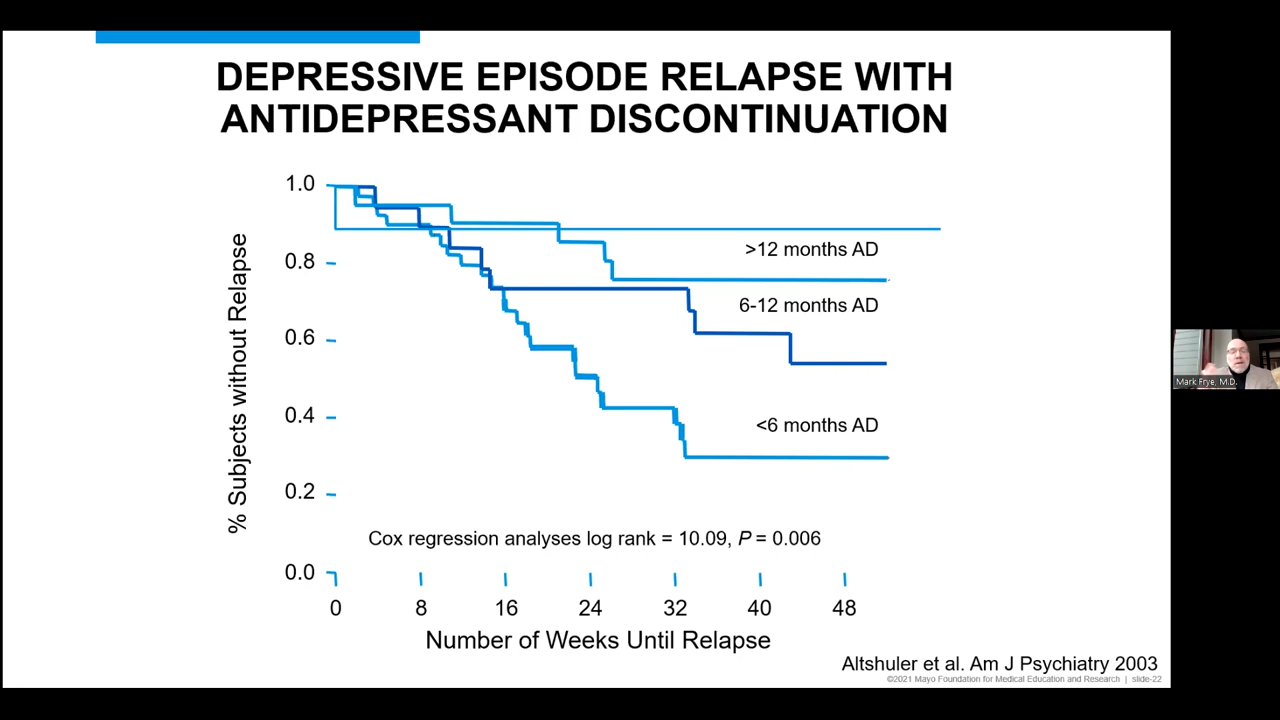 DEPRESSIVE EPISODE RELAPSE WITH
ANTIDEPRESSANT DISCONTINUATION
% Subjects without Relapse
1.0
0.8
0.6
0.4
0.2
0.0
>12 months AD
6-12 months AD
<6 months AD
Cox regression analyses log rank = 10.09, P = 0.006
0 8 16 24 32 40 48
Number of Weeks Until Relapse
Altshuler et al. Am J Psychiatry 2003
©2021 Mayo Foundation for Medical Education and Research | slide-22
Mark Frye, M.D.